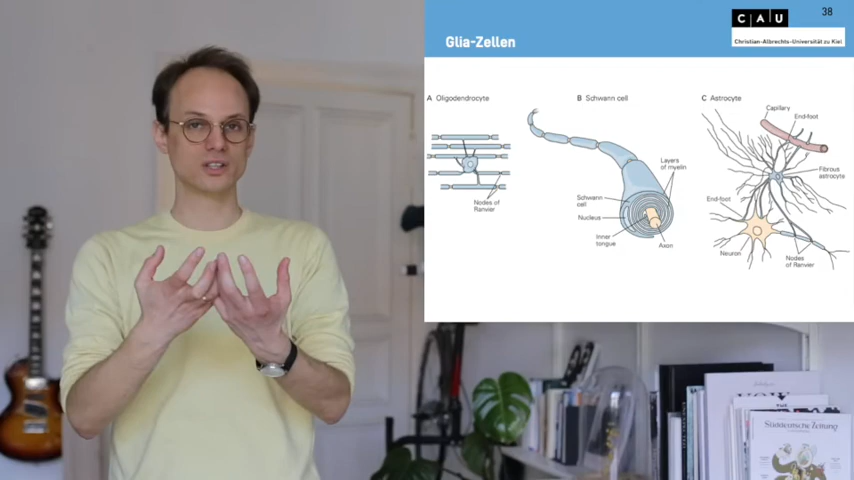 38
CAU
Christian-Albrechts-Universität zu Kiel
Glia-Zellen
A Oligodendrocyte
Nodes of
Ranvier
B Schwann cell
Layers
of myelin
Schwann
cell
Nucleus
Inner
tongue
Axon
C Astrocyte
Capillary
End-foot
Fibrous
astrocyte
End-foot
Neuron
Nodes
of Ranvier
Süddeutsche Zeitung